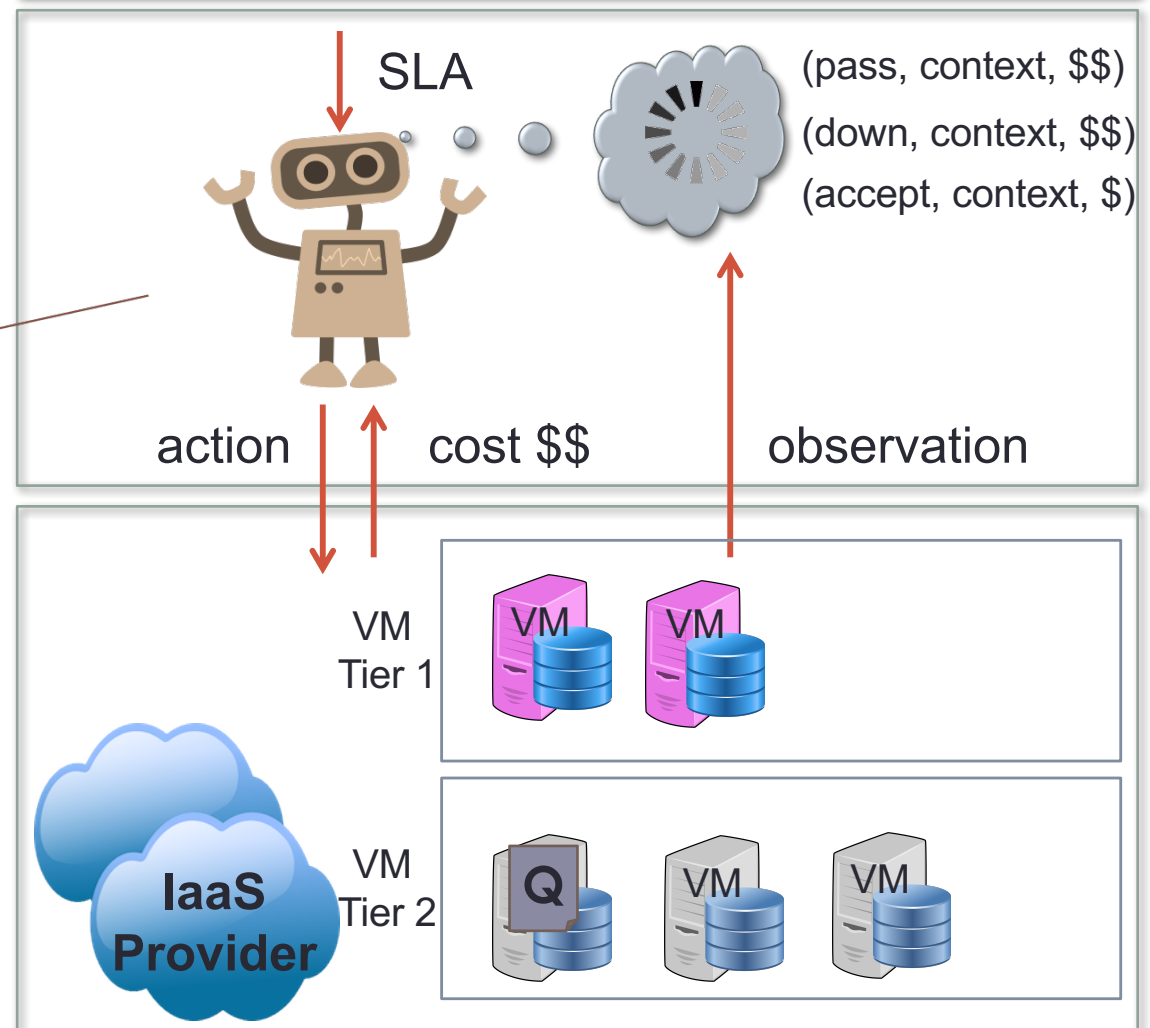 SLA
(pass, context, $$)
(down, context, $$)
(accept, context, $)
action
cost $$
observation
VM
Tier 1
VM
VM
VM
Tier 2
Q
VM
VM
IaaS
Provider